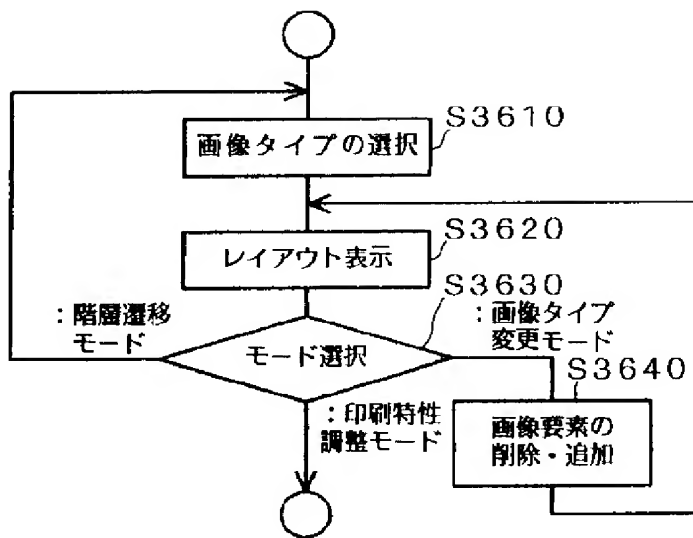 S3610
画像タイプの選択
S3620
レイアウト表示
S3630
：階層遷移
モード
モード選択
：画像タイプ
変更モード
S3640
：印刷特性
調整モード
画像要素の
削除・追加